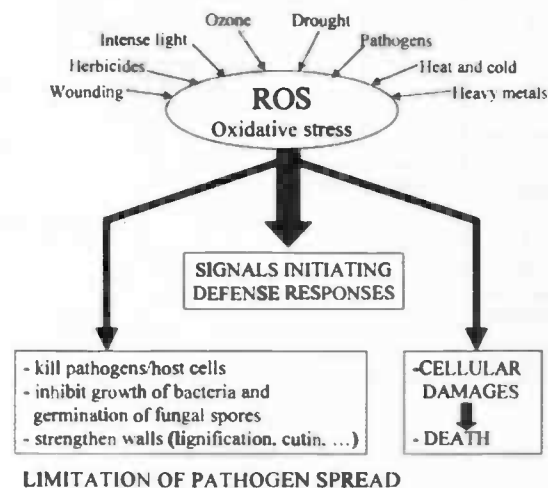 Ozone
Drought
Intense light
Pathogens
Herbicides
Heat and cold
Wounding
Heavy metals
ROS
Oxidative stress
SIGNALS INITIATING
DEFENSE RESPONSES
- kill pathogens/host cells
- inhibit growth of bacteria and
germination of fungal spores
- strengthen walls (lignification, cutin, ...)
-CELLULAR
DAMAGES
- DEATH
LIMITATION OF PATHOGEN SPREAD